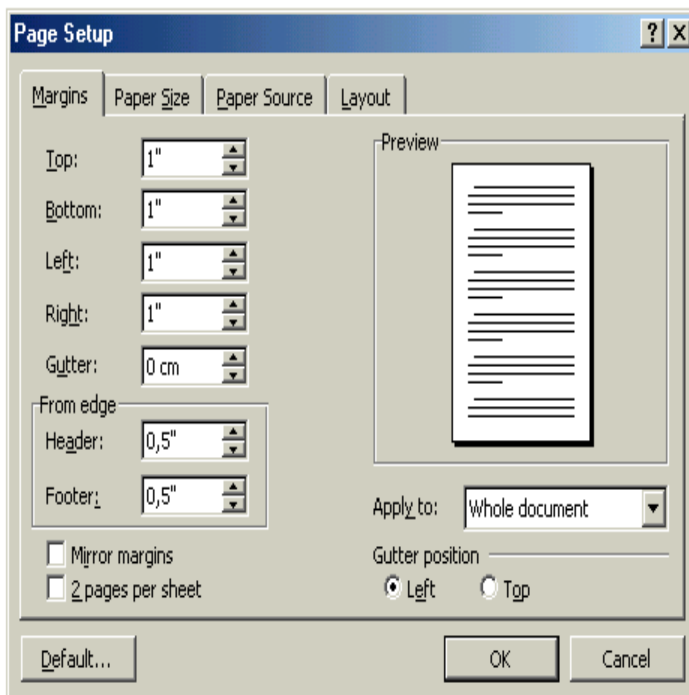 Page Setup
Margins Paper Size Paper Source Layout
Top: 1"
Bottom: 1"
Left: 1"
Right: 1"
Gutter: 0 cm
From edge
Header: 0,5"
Footer: 0,5"
Mirror margins
2 pages per sheet
Preview
Apply to: Whole document
Gutter position
Left Top
Default... OK Cancel